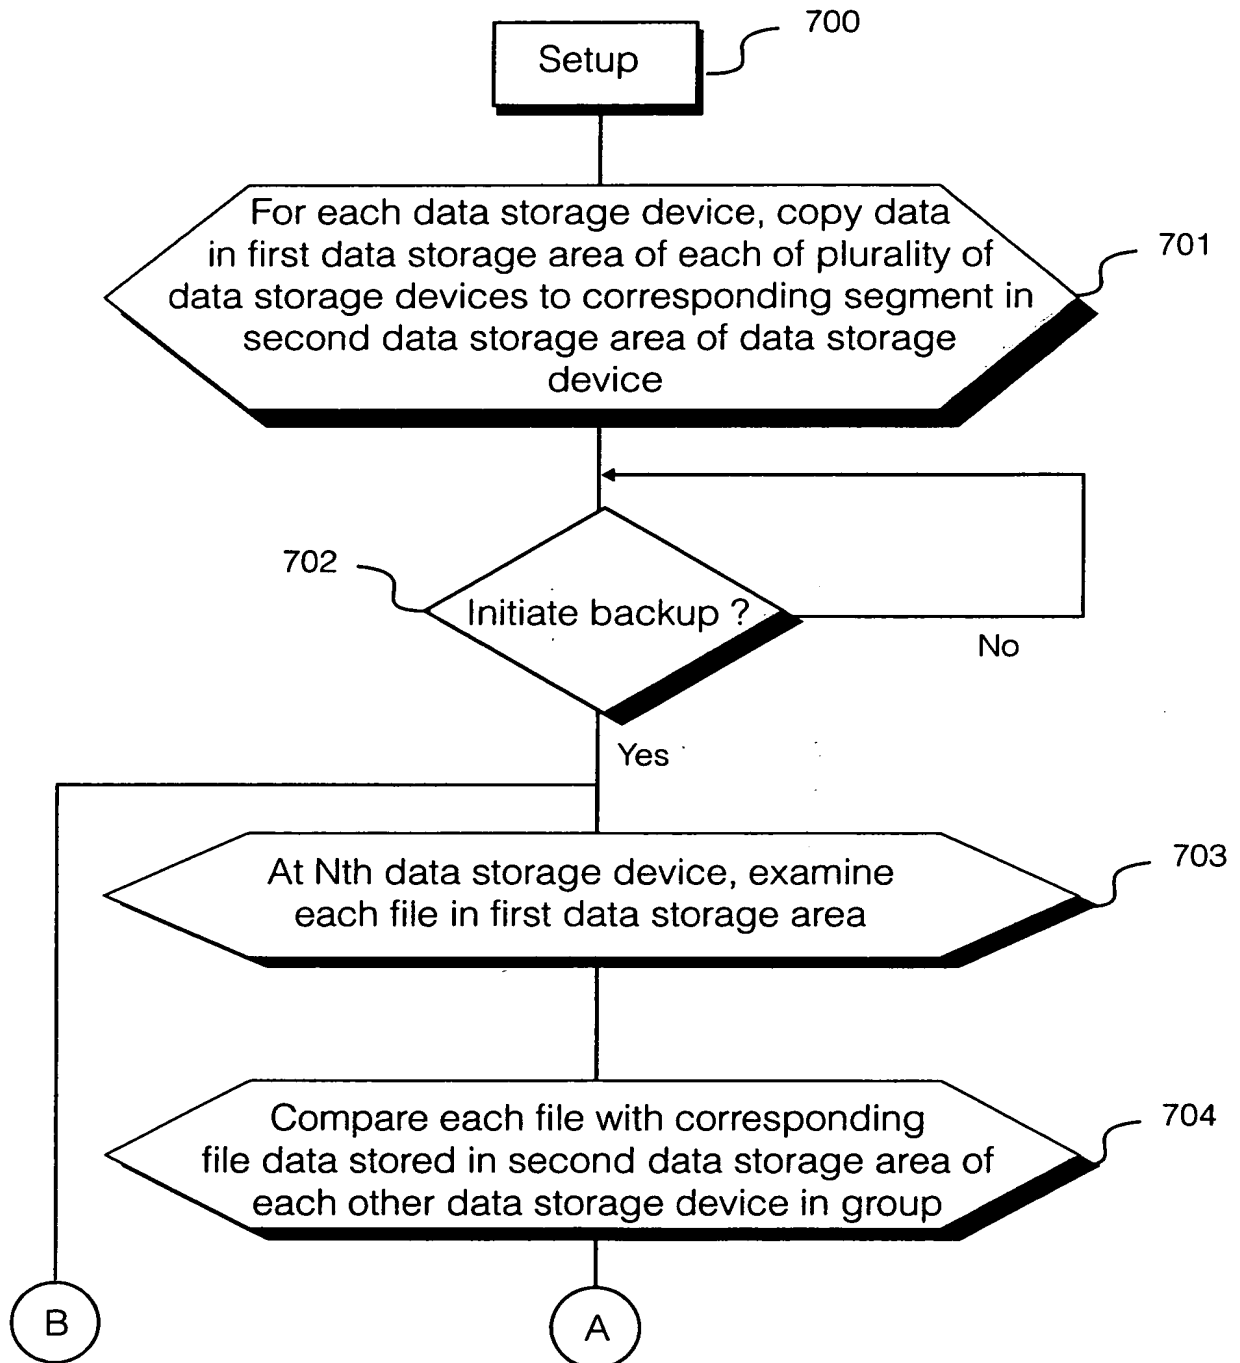 700
Setup
For each data storage device, copy data
in first data storage area of each of plurality of
data storage devices to corresponding segment in
second data storage area of data storage
device
701
702
Initiate backup ?
No
Yes
At Nth data storage device, examine
each file in first data storage area
703
Compare each file with corresponding
file data stored in second data storage area of
each other data storage device in group
704
B
A